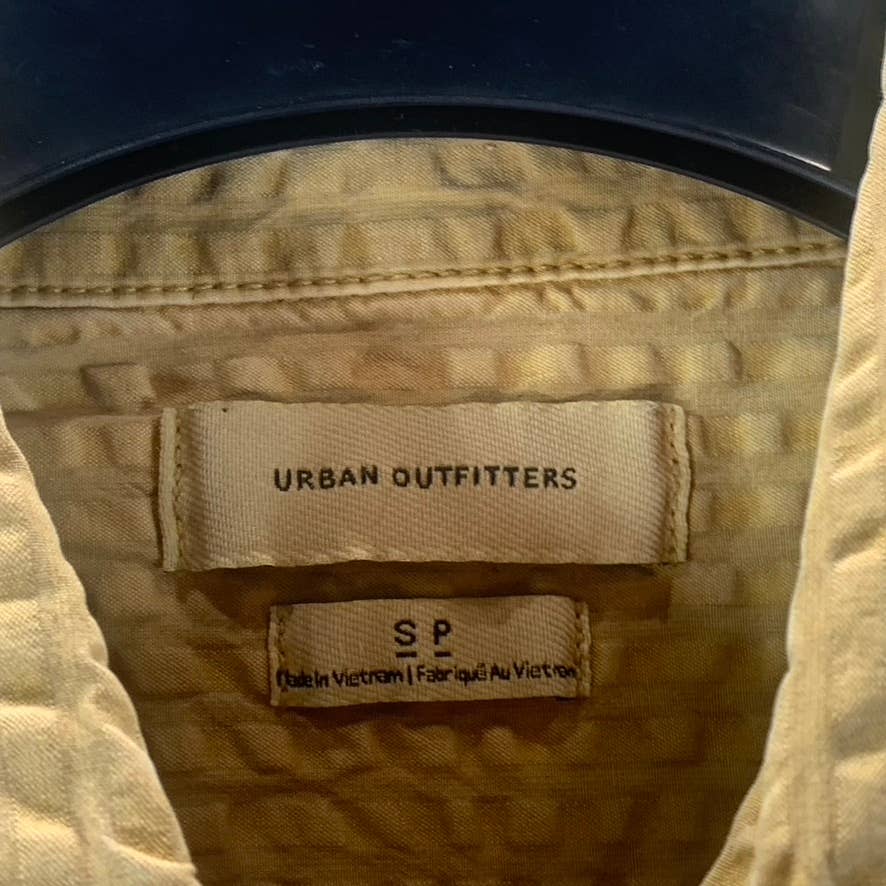 URBAN OUTFITTERS
S P
Made In Vietnam | Fabriqué Au Vietnam